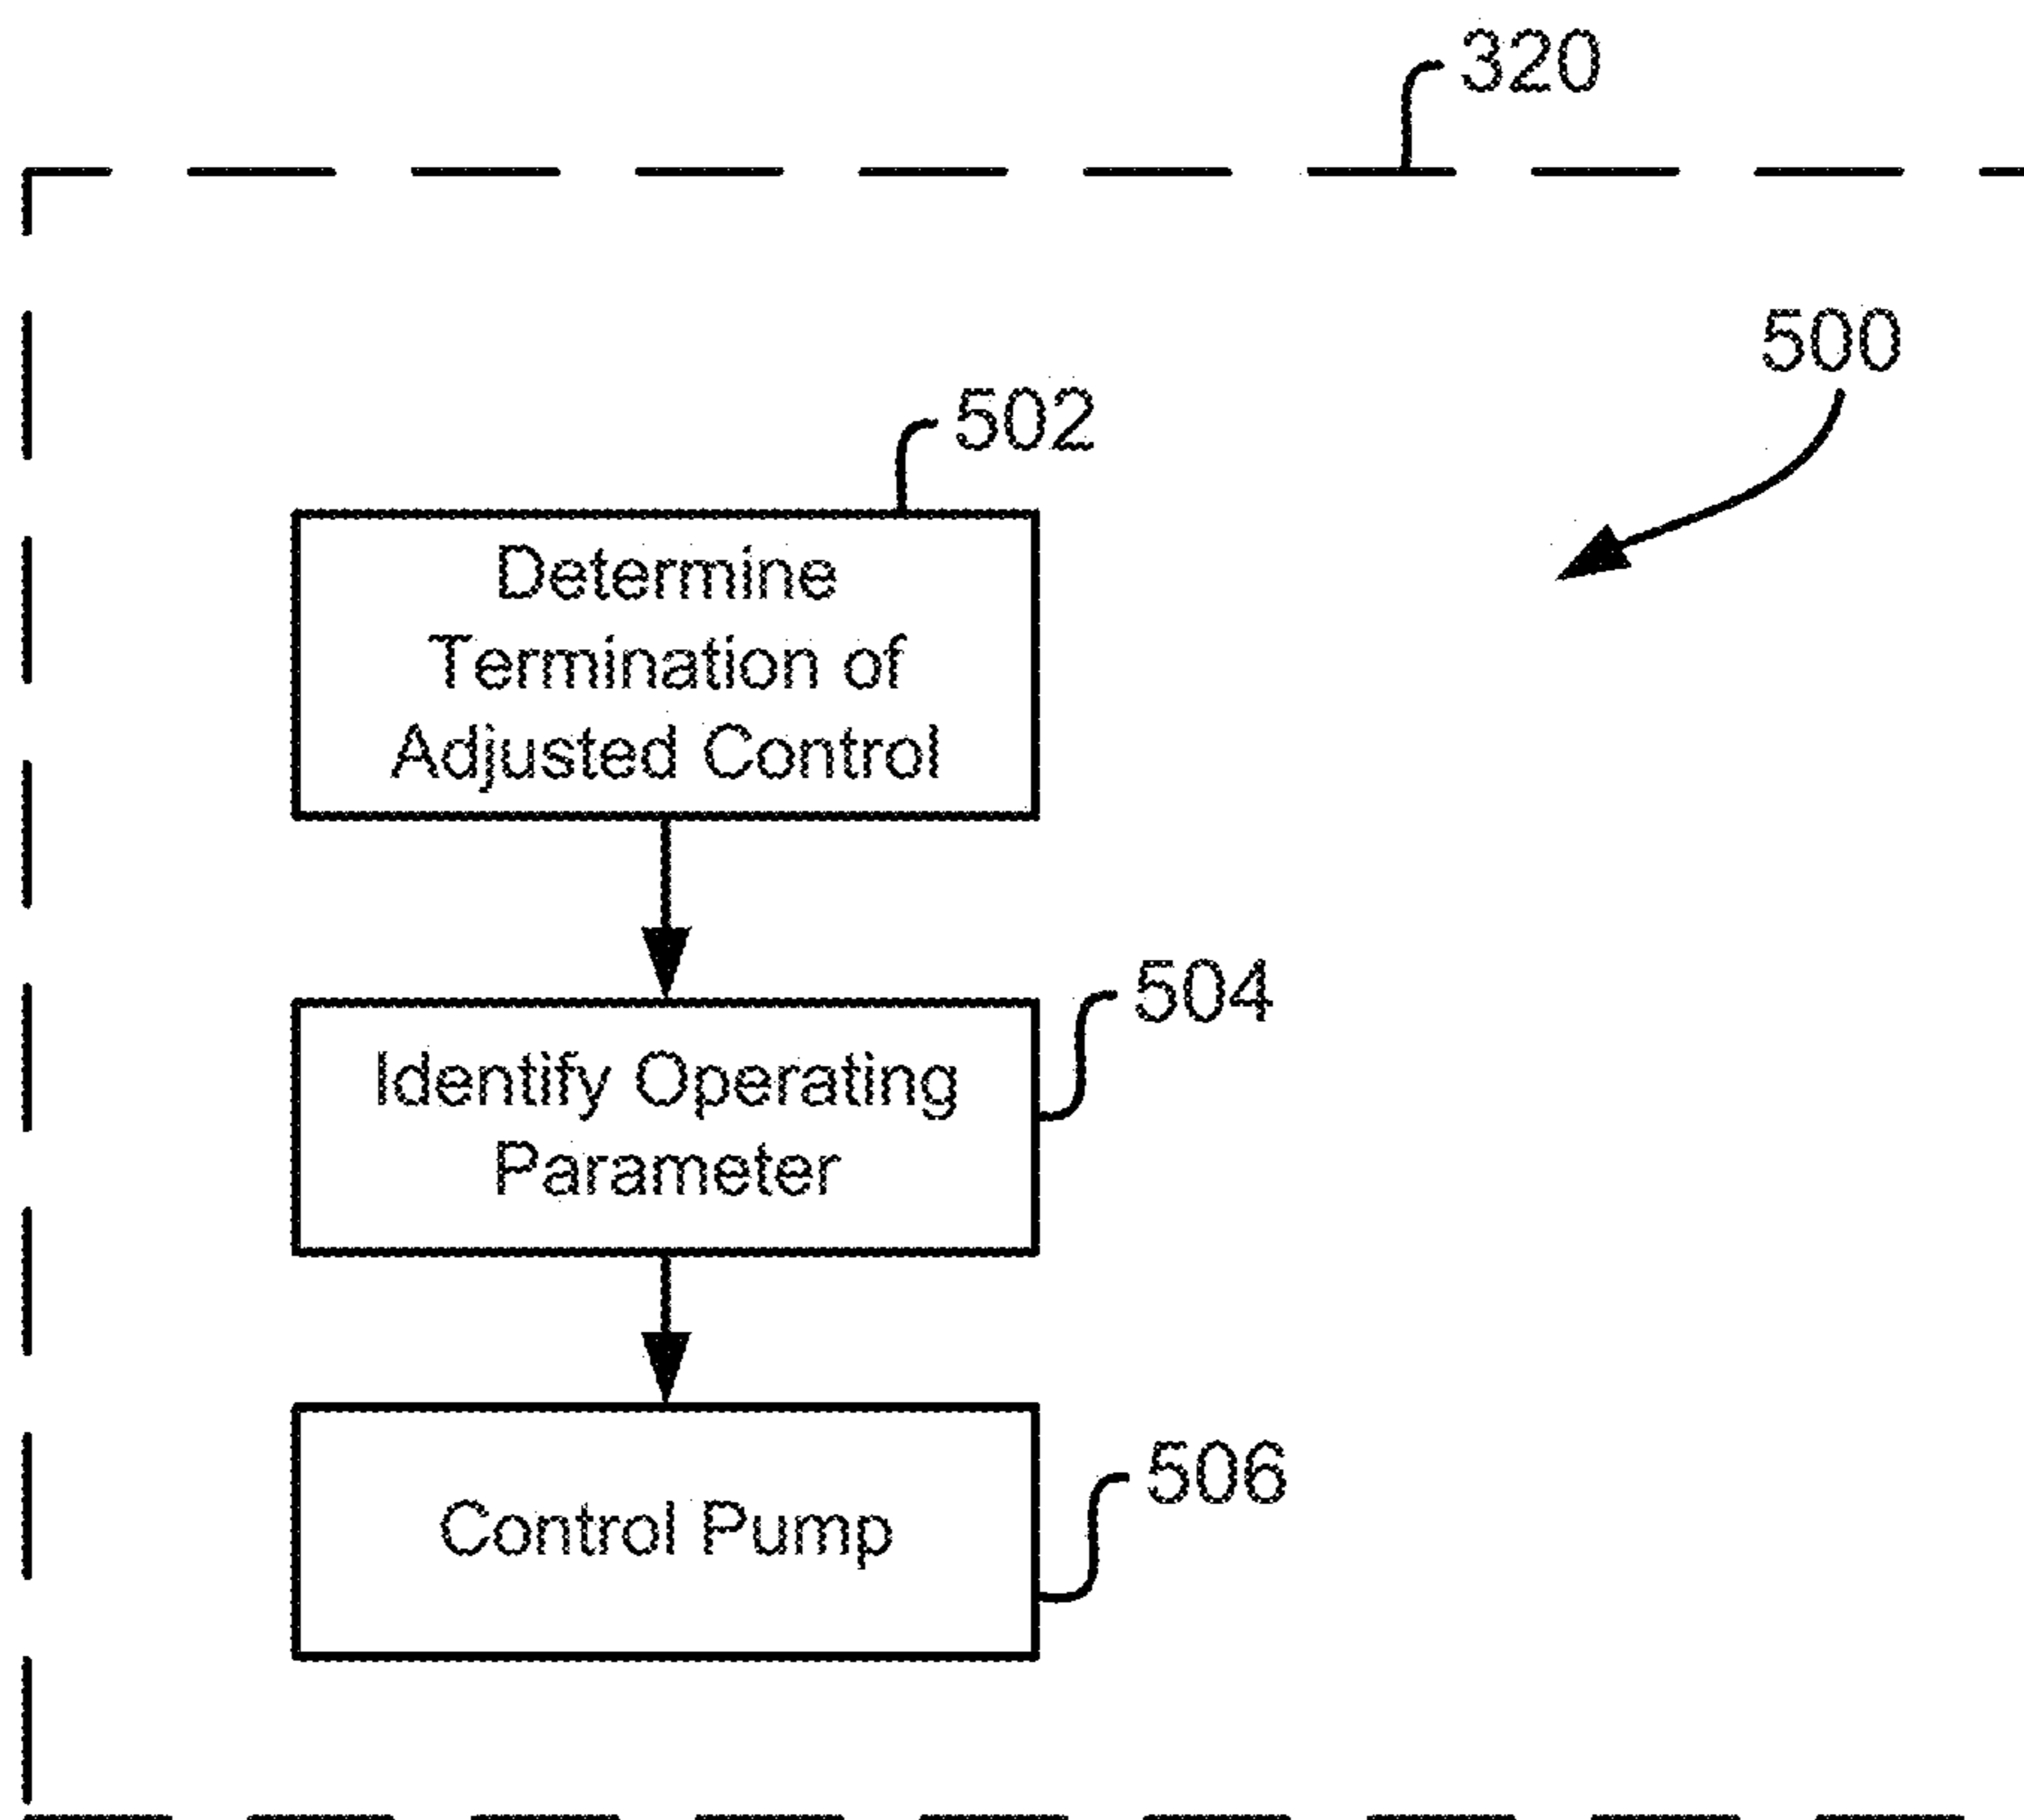 320
500
502
Determine
Termination of
Adjusted Control
504
Identify Operating
Parameter
506
Control Pump